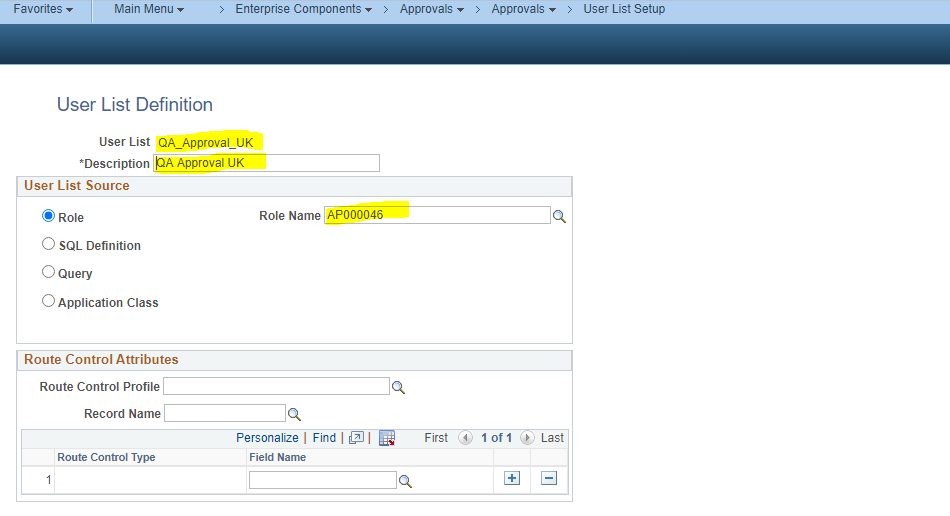 Favorites Main Menu > Enterprise Components > Approvals > Approvals > User List Setup
User List Definition
User List QA_Approval_UK
*Description QA Approval UK
User List Source
Role Role Name AP000046
SQL Definition
Query
Application Class
Route Control Attributes
Route Control Profile
Record Name
Personalize | Find | | First 1 of 1 Last
Route Control Type Field Name
1